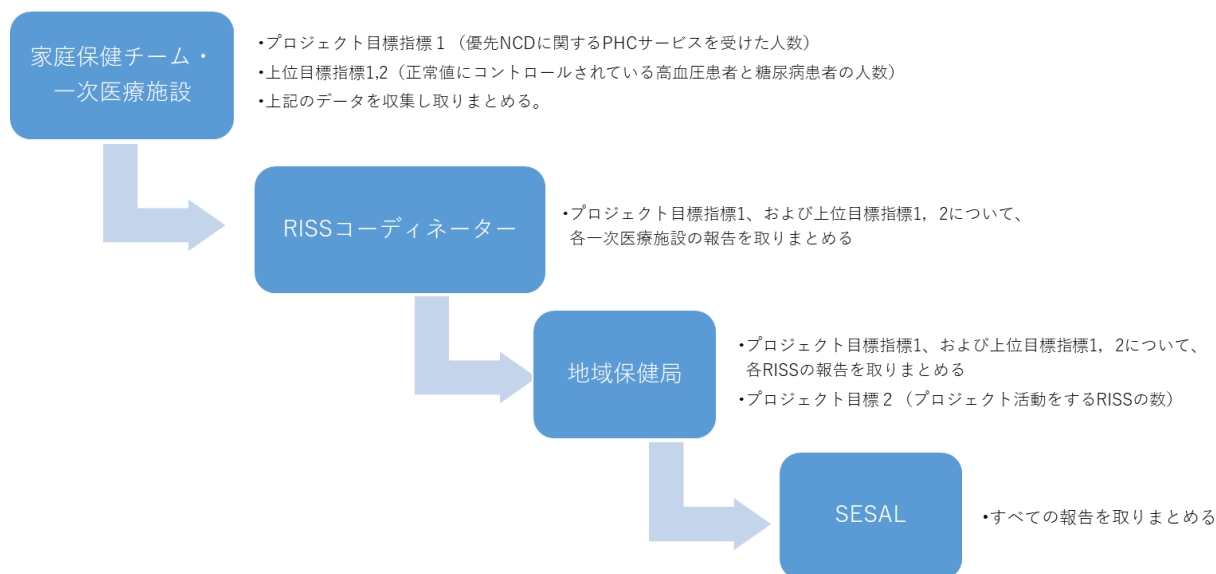 家庭保健チーム・
一次医療施設
•プロジェクト目標指標１（優先NCDに関するPHCサービスを受けた人数）
•上位目標指標1,2（正常値にコントロールされている高血圧患者と糖尿病患者の人数）
•上記のデータを収集し取りまとめる。
RISSコーディネーター
•プロジェクト目標指標1、および上位目標指標1，2について、
各一次医療施設の報告を取りまとめる
地域保健局
•プロジェクト目標指標1、および上位目標指標1，2について、
各RISSの報告を取りまとめる
•プロジェクト目標２（プロジェクト活動をするRISSの数）
SESAL
•すべての報告を取りまとめる